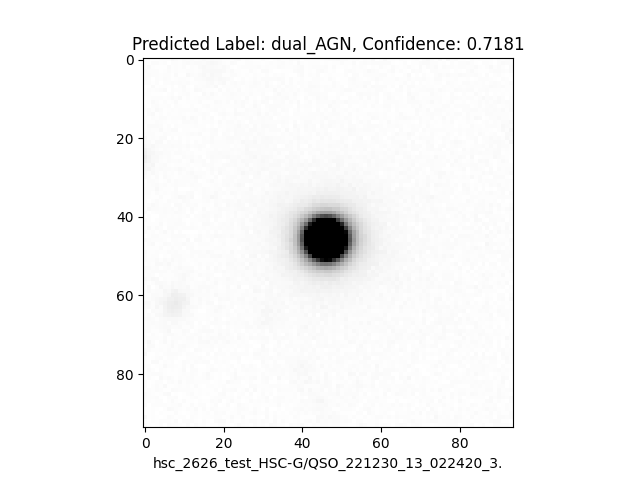 Predicted Label: dual_AGN, Confidence: 0.7181
0
20
40
60
80
0 20 40 60 80
hsc_2626_test_HSC-G/QSO_221230_13_022420_3.